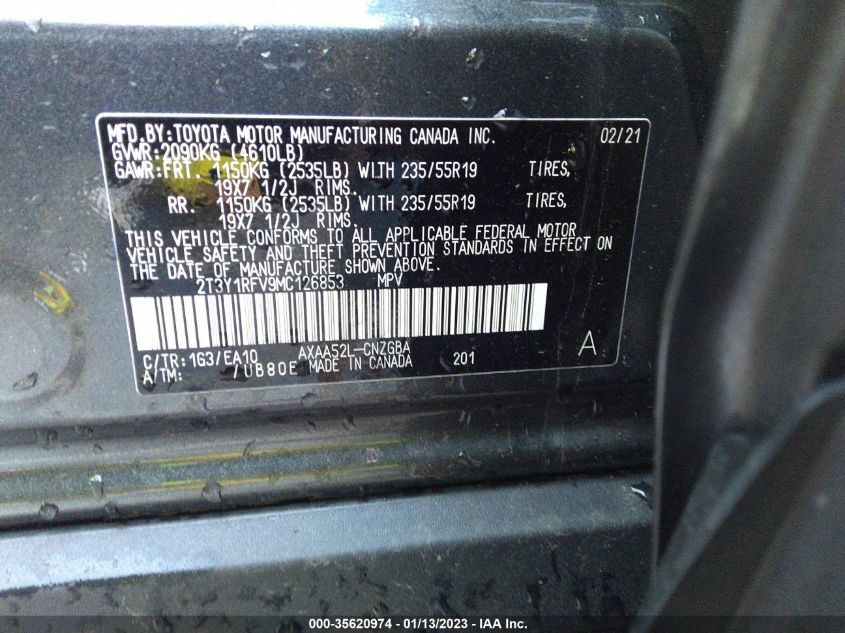 MFD.BY:TOYOTA MOTOR MANUFACTURING CANADA INC. 02/21
GVWR:2090KG (4610LB)
GAWR:FRT. 1150KG (2535LB) WITH 235/55R19 TIRES,
19X7 1/2J RIMS.
RR. 1150KG (2535LB) WITH 235/55R19 TIRES,
19X7 1/2J RIMS.
THIS VEHICLE CONFORMS TO ALL APPLICABLE FEDERAL MOTOR
VEHICLE SAFETY AND THEFT PREVENTION STANDARDS IN EFFECT ON
THE DATE OF MANUFACTURE SHOWN ABOVE.
2T3Y1RFV9MC126853 MPV
C/TR:1G3/EA10 AXAA52L-CNZGBA 201 A
A/TM: /UB80E MADE IN CANADA
000-35620974 - 01/13/2023 - IAA Inc.